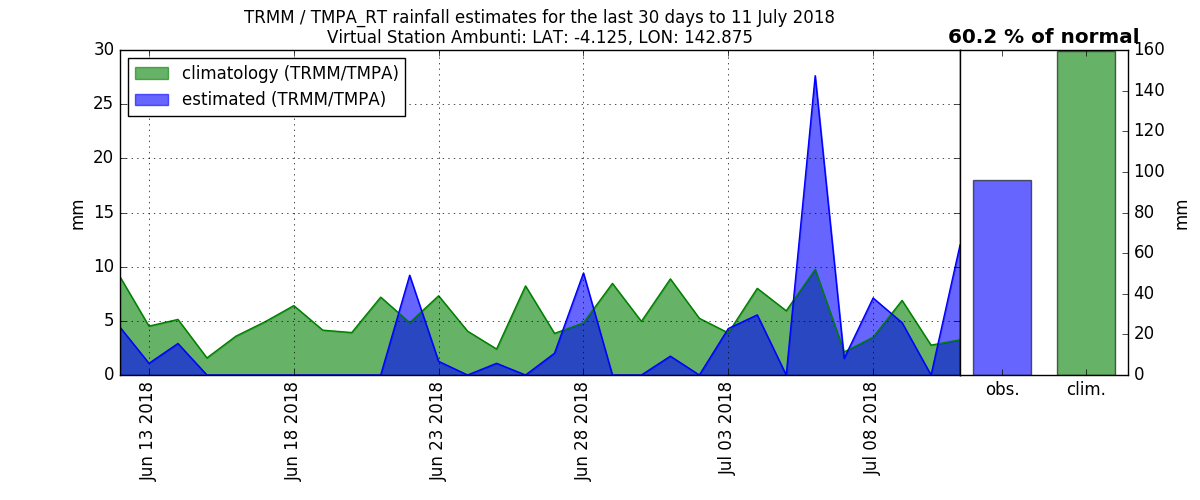 TRMM / TMPA_RT rainfall estimates for the last 30 days to 11 July 2018
Virtual Station Ambunti: LAT: -4.125, LON: 142.875
60.2 % of normal
climatology (TRMM/TMPA)
estimated (TRMM/TMPA)
30
25
20
15
10
5
0
mm
160
140
120
100
80
60
40
20
0
mm
Jun 13 2018
Jun 18 2018
Jun 23 2018
Jun 28 2018
Jul 03 2018
Jul 08 2018
obs.
clim.